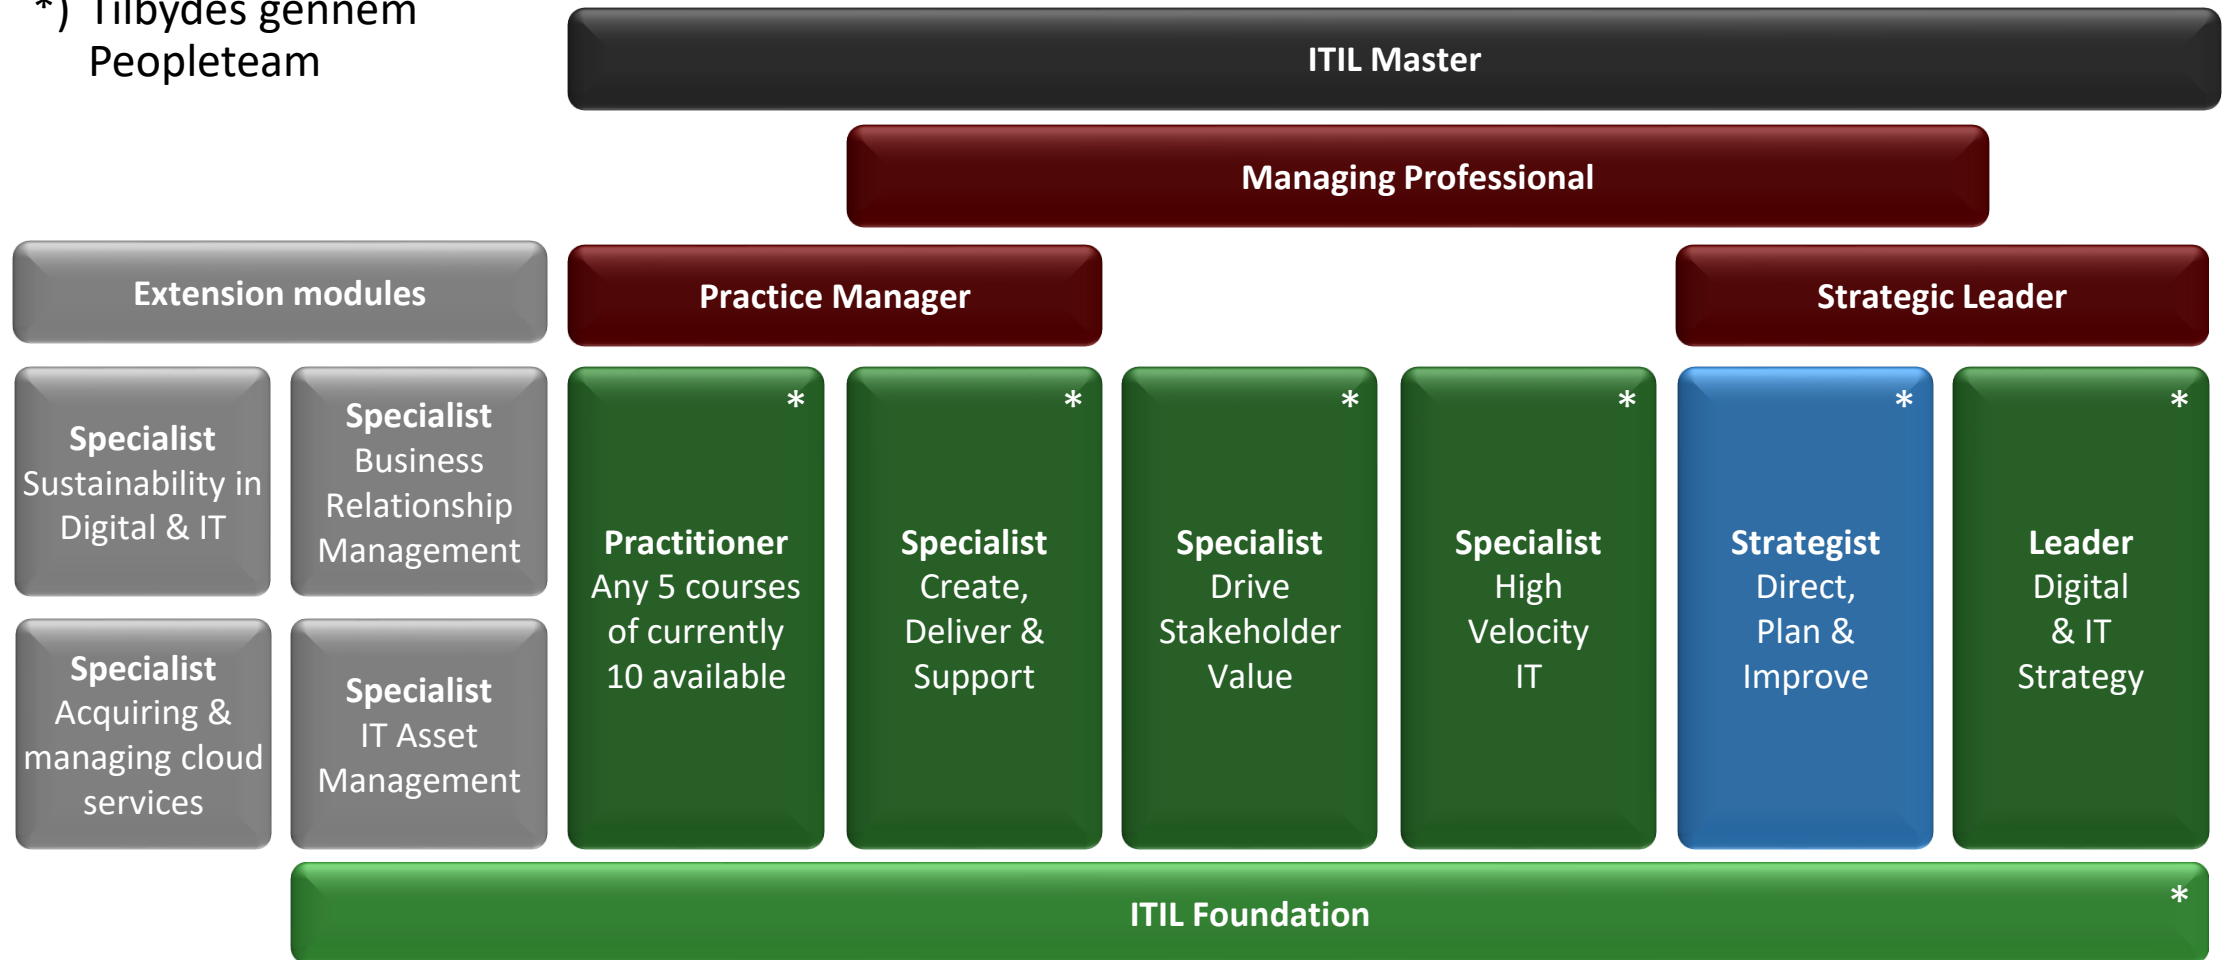 *) Tilbydes gennem
Peopleteam
ITIL Master
Managing Professional
Extension modules
Practice Manager
Strategic Leader
Specialist
Sustainability in
Digital & IT
Specialist
Business
Relationship
Management
Specialist
Acquiring &
managing cloud
services
Specialist
IT Asset
Management
*
Practitioner
Any 5 courses
of currently
10 available
*
Specialist
Create,
Deliver &
Support
*
Specialist
Drive
Stakeholder
Value
*
Specialist
High
Velocity
IT
*
Strategist
Direct,
Plan &
Improve
*
Leader
Digital
& IT
Strategy
*
ITIL Foundation